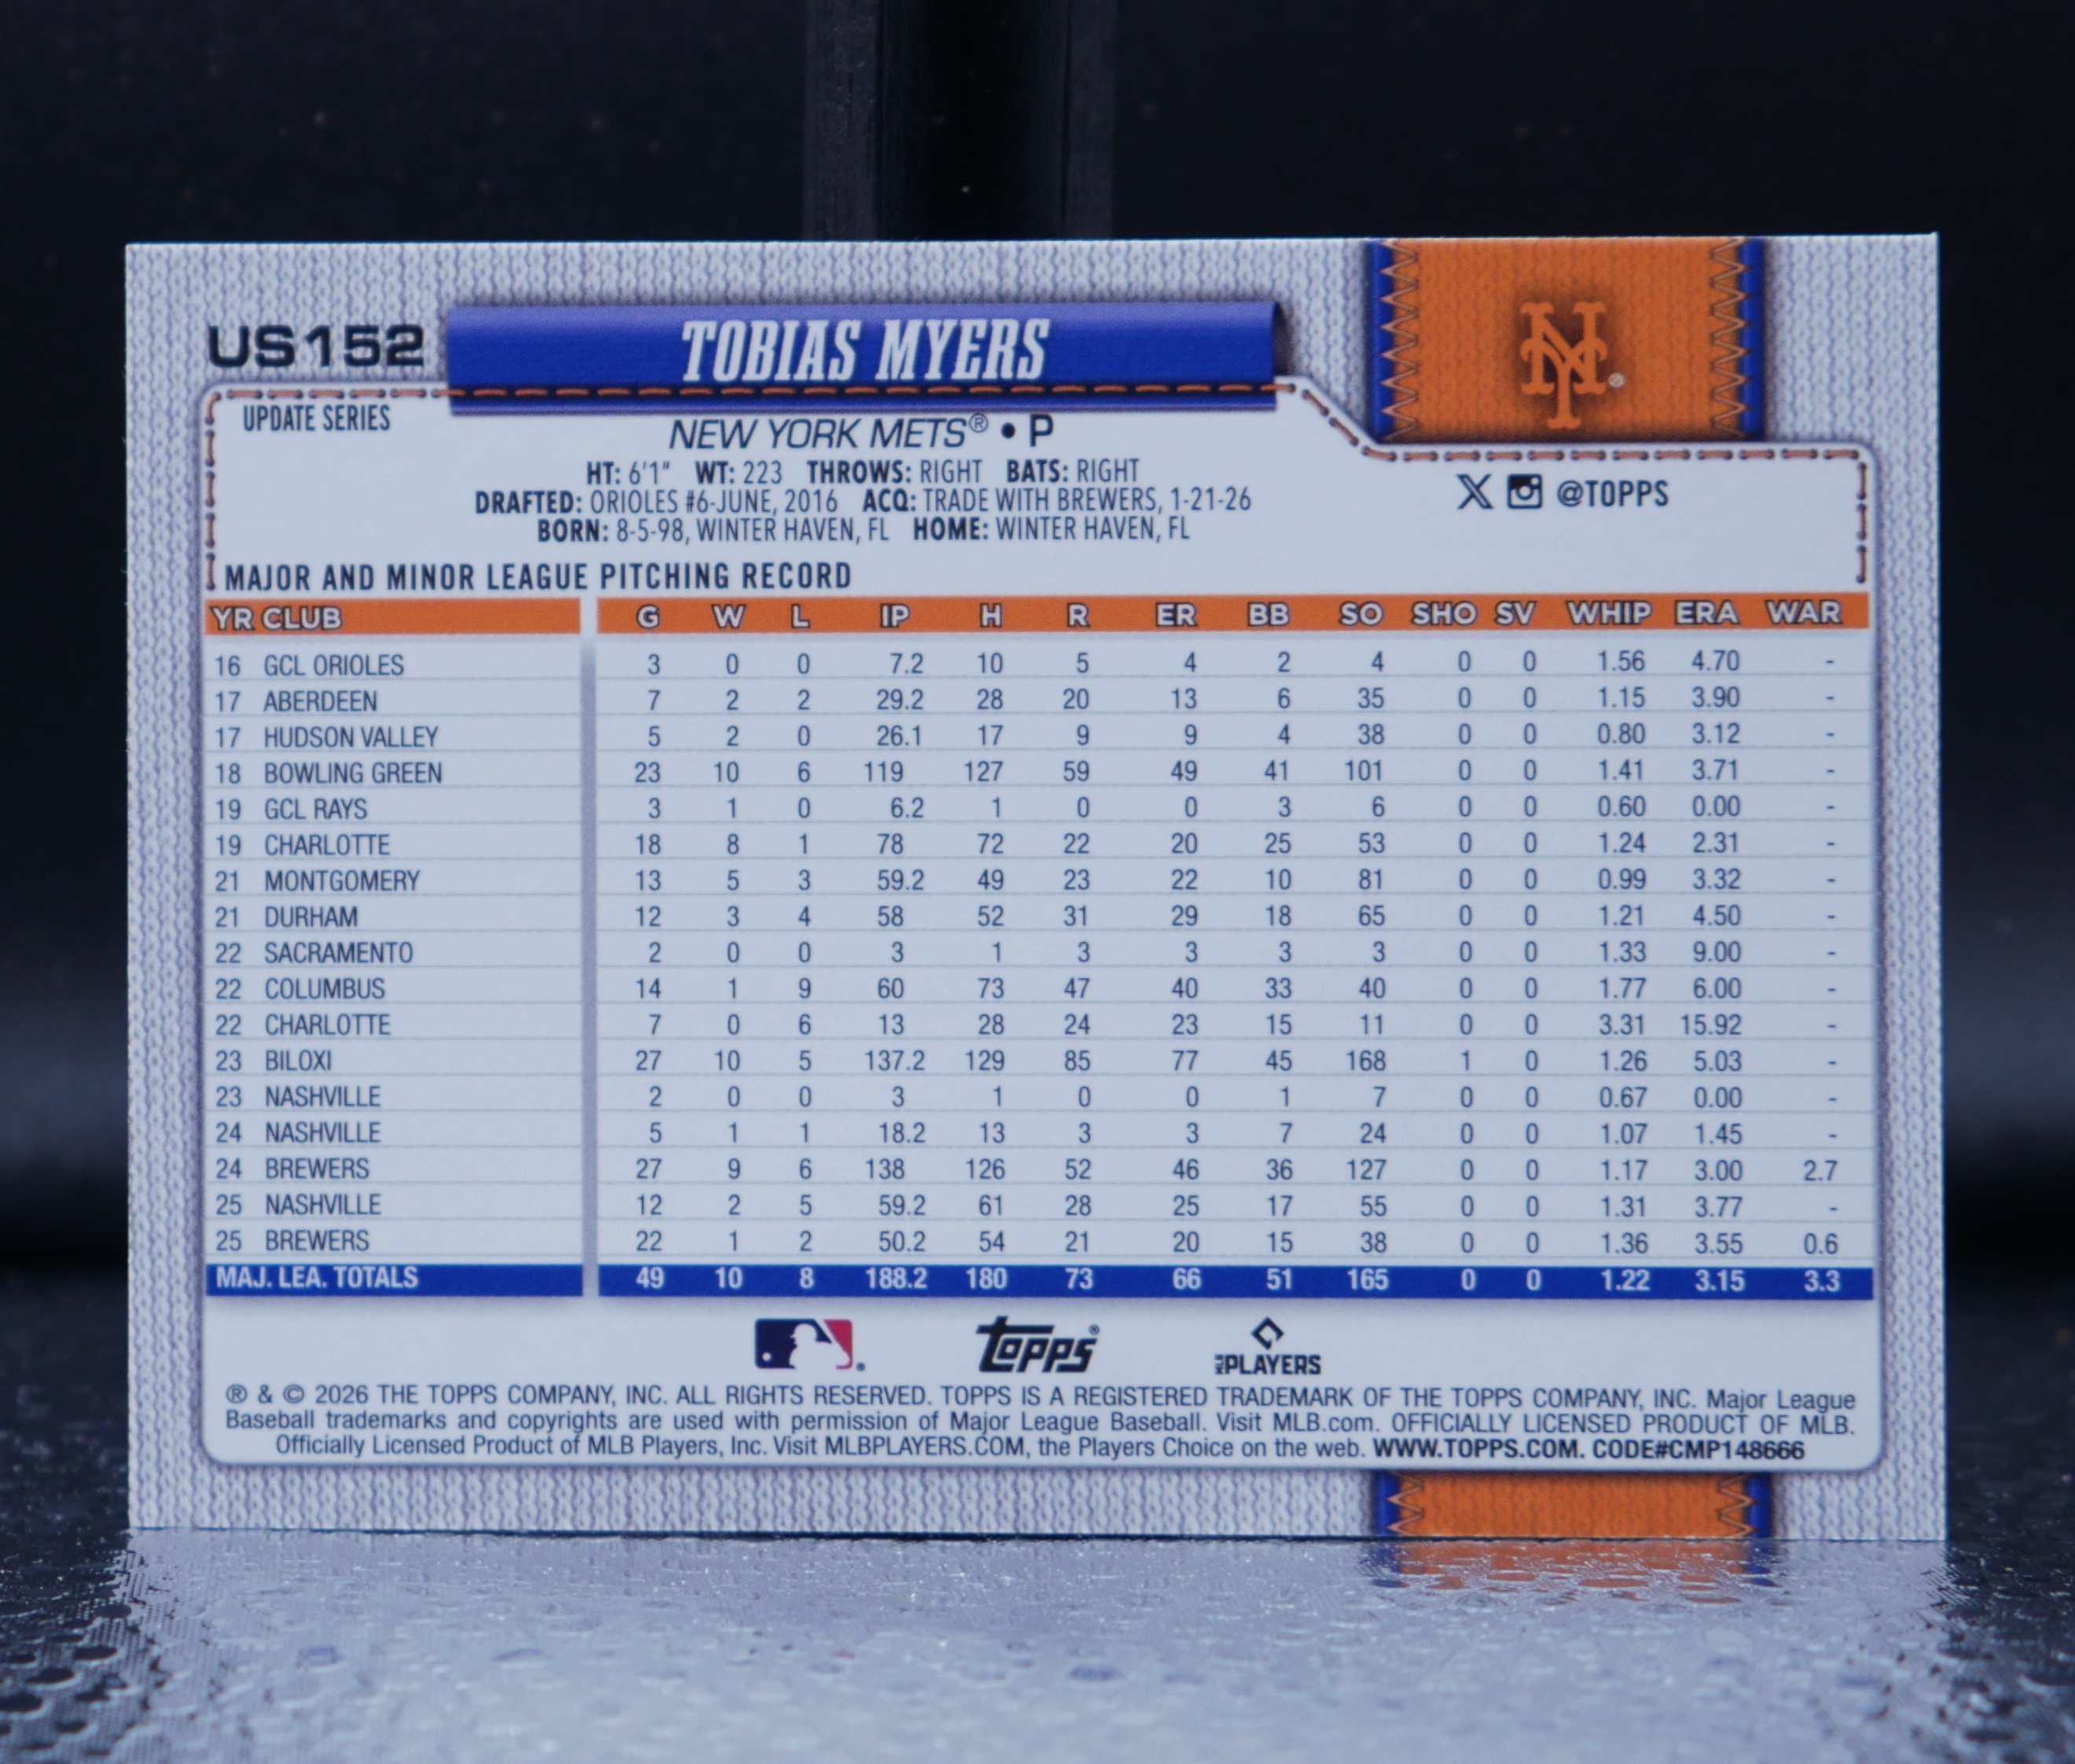 US152
TOBIAS MYERS
NY®
UPDATE SERIES
NEW YORK METS® • P
HT: 6'1" WT: 223 THROWS: RIGHT BATS: RIGHT
DRAFTED: ORIOLES #6-JUNE, 2016 ACQ: TRADE WITH BREWERS, 1-21-26
BORN: 8-5-98, WINTER HAVEN, FL HOME: WINTER HAVEN, FL
@TOPPS
MAJOR AND MINOR LEAGUE PITCHING RECORD
YR CLUB G W L IP H R ER BB SO SHO SV WHIP ERA WAR
16 GCL ORIOLES 3 0 0 7.2 10 5 4 2 4 0 0 1.56 4.70 -
17 ABERDEEN 7 2 2 29.2 28 20 13 6 35 0 0 1.15 3.90 -
17 HUDSON VALLEY 5 2 0 26.1 17 9 9 4 38 0 0 0.80 3.12 -
18 BOWLING GREEN 23 10 6 119 127 59 49 41 101 0 0 1.41 3.71 -
19 GCL RAYS 3 1 0 6.2 1 0 0 3 6 0 0 0.60 0.00 -
19 CHARLOTTE 18 8 1 78 72 22 20 25 53 0 0 1.24 2.31 -
21 MONTGOMERY 13 5 3 59.2 49 23 22 10 81 0 0 0.99 3.32 -
21 DURHAM 12 3 4 58 52 31 29 18 65 0 0 1.21 4.50 -
22 SACRAMENTO 2 0 0 3 1 3 3 3 3 0 0 1.33 9.00 -
22 COLUMBUS 14 1 9 60 73 47 40 33 40 0 0 1.77 6.00 -
22 CHARLOTTE 7 0 6 13 28 24 23 15 11 0 0 3.31 15.92 -
23 BILOXI 27 10 5 137.2 129 85 77 45 168 1 0 1.26 5.03 -
23 NASHVILLE 2 0 0 3 1 0 0 1 7 0 0 0.67 0.00 -
24 NASHVILLE 5 1 1 18.2 13 3 3 7 24 0 0 1.07 1.45 -
24 BREWERS 27 9 6 138 126 52 46 36 127 0 0 1.17 3.00 2.7
25 NASHVILLE 12 2 5 59.2 61 28 25 17 55 0 0 1.31 3.77 -
25 BREWERS 22 1 2 50.2 54 21 20 15 38 0 0 1.36 3.55 0.6
MAJ. LEA. TOTALS 49 10 8 188.2 180 73 66 51 165 0 0 1.22 3.15 3.3
topps® MLB PLAYERS
® & © 2026 THE TOPPS COMPANY, INC. ALL RIGHTS RESERVED. TOPPS IS A REGISTERED TRADEMARK OF THE TOPPS COMPANY, INC. Major League
Baseball trademarks and copyrights are used with permission of Major League Baseball. Visit MLB.com. OFFICIALLY LICENSED PRODUCT OF MLB.
Officially Licensed Product of MLB Players, Inc. Visit MLBPLAYERS.COM, the Players Choice on the web. WWW.TOPPS.COM. CODE#CMP148666